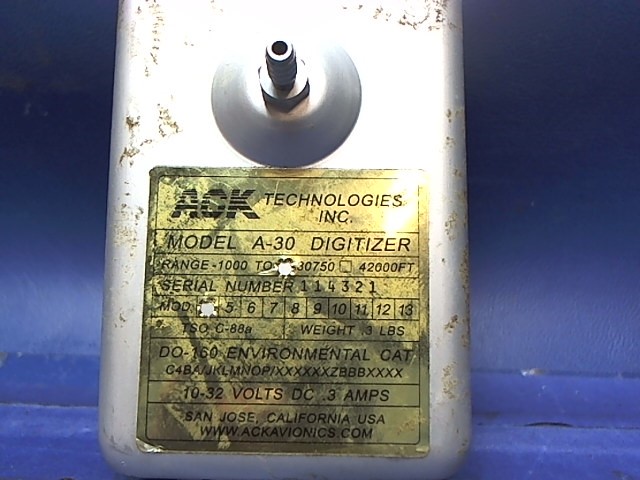 ACK TECHNOLOGIES
INC.
MODEL A-30 DIGITIZER
RANGE -1000 TO 30750 42000FT
SERIAL NUMBER 114321
MOD. 5 6 7 8 9 10 11 12 13
TSO C-88a WEIGHT .3 LBS
DO-160 ENVIRONMENTAL CAT.
C4BA/JKLMNOP/XXXXXXZBBBXXXX
10-32 VOLTS DC .3 AMPS
SAN JOSE, CALIFORNIA USA
WWW.ACKAVIONICS.COM